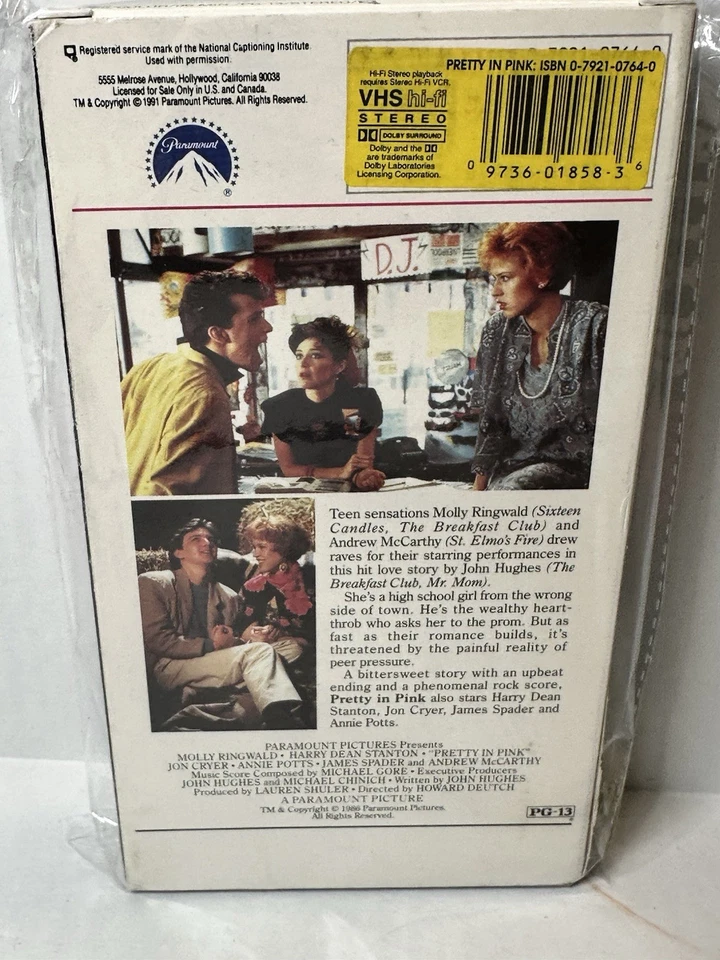 Registered service mark of the National Captioning Institute
Used with permission.
5555 Melrose Avenue, Hollywood, California 90038
Licensed for Sale Only in U.S. and Canada.
TM & Copyright © 1991 Paramount Pictures. All Rights Reserved.
Paramount
®
Hi-Fi Stereo playback
requires Stereo Hi-Fi VCR.
VHS hi-fi
STEREO
DOLBY SURROUND
Dolby and the
are trademarks of
Dolby Laboratories
Licensing Corporation.
PRETTY IN PINK: ISBN 0-7921-0764-0
0 9736-01858-3 6
D.J.
Teen sensations Molly Ringwald (Sixteen
Candles, The Breakfast Club) and
Andrew McCarthy (St. Elmo's Fire) drew
raves for their starring performances in
this hit love story by John Hughes (The
Breakfast Club, Mr. Mom).
She's a high school girl from the wrong
side of town. He's the wealthy heart-
throb who asks her to the prom. But as
fast as their romance builds, it's
threatened by the painful reality of
peer pressure.
A bittersweet story with an upbeat
ending and a phenomenal rock score,
Pretty in Pink also stars Harry Dean
Stanton, Jon Cryer, James Spader and
Annie Potts.
PARAMOUNT PICTURES Presents
MOLLY RINGWALD • HARRY DEAN STANTON • "PRETTY IN PINK"
JON CRYER • ANNIE POTTS • JAMES SPADER and ANDREW McCARTHY
Music Score Composed by MICHAEL GORE • Executive Producers
JOHN HUGHES and MICHAEL CHINICH • Written by JOHN HUGHES
Produced by LAUREN SHULER • Directed by HOWARD DEUTCH
A PARAMOUNT PICTURE
TM & Copyright © 1986 Paramount Pictures.
All Rights Reserved.
PG-13